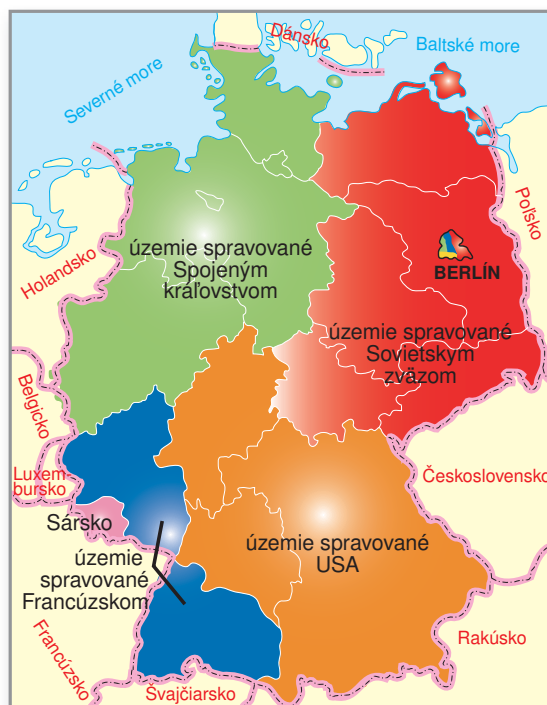 Dánsko
Baltské more
Severné more
Poľsko
Holandsko
územie spravované
Spojeným
kráľovstvom
BERLÍN
územie spravované
Sovietskym
zväzom
Belgicko
Luxem-
bursko
Československo
Sársko
územie spravované
USA
územie
spravované
Francúzskom
Francúzsko
Švajčiarsko
Rakúsko